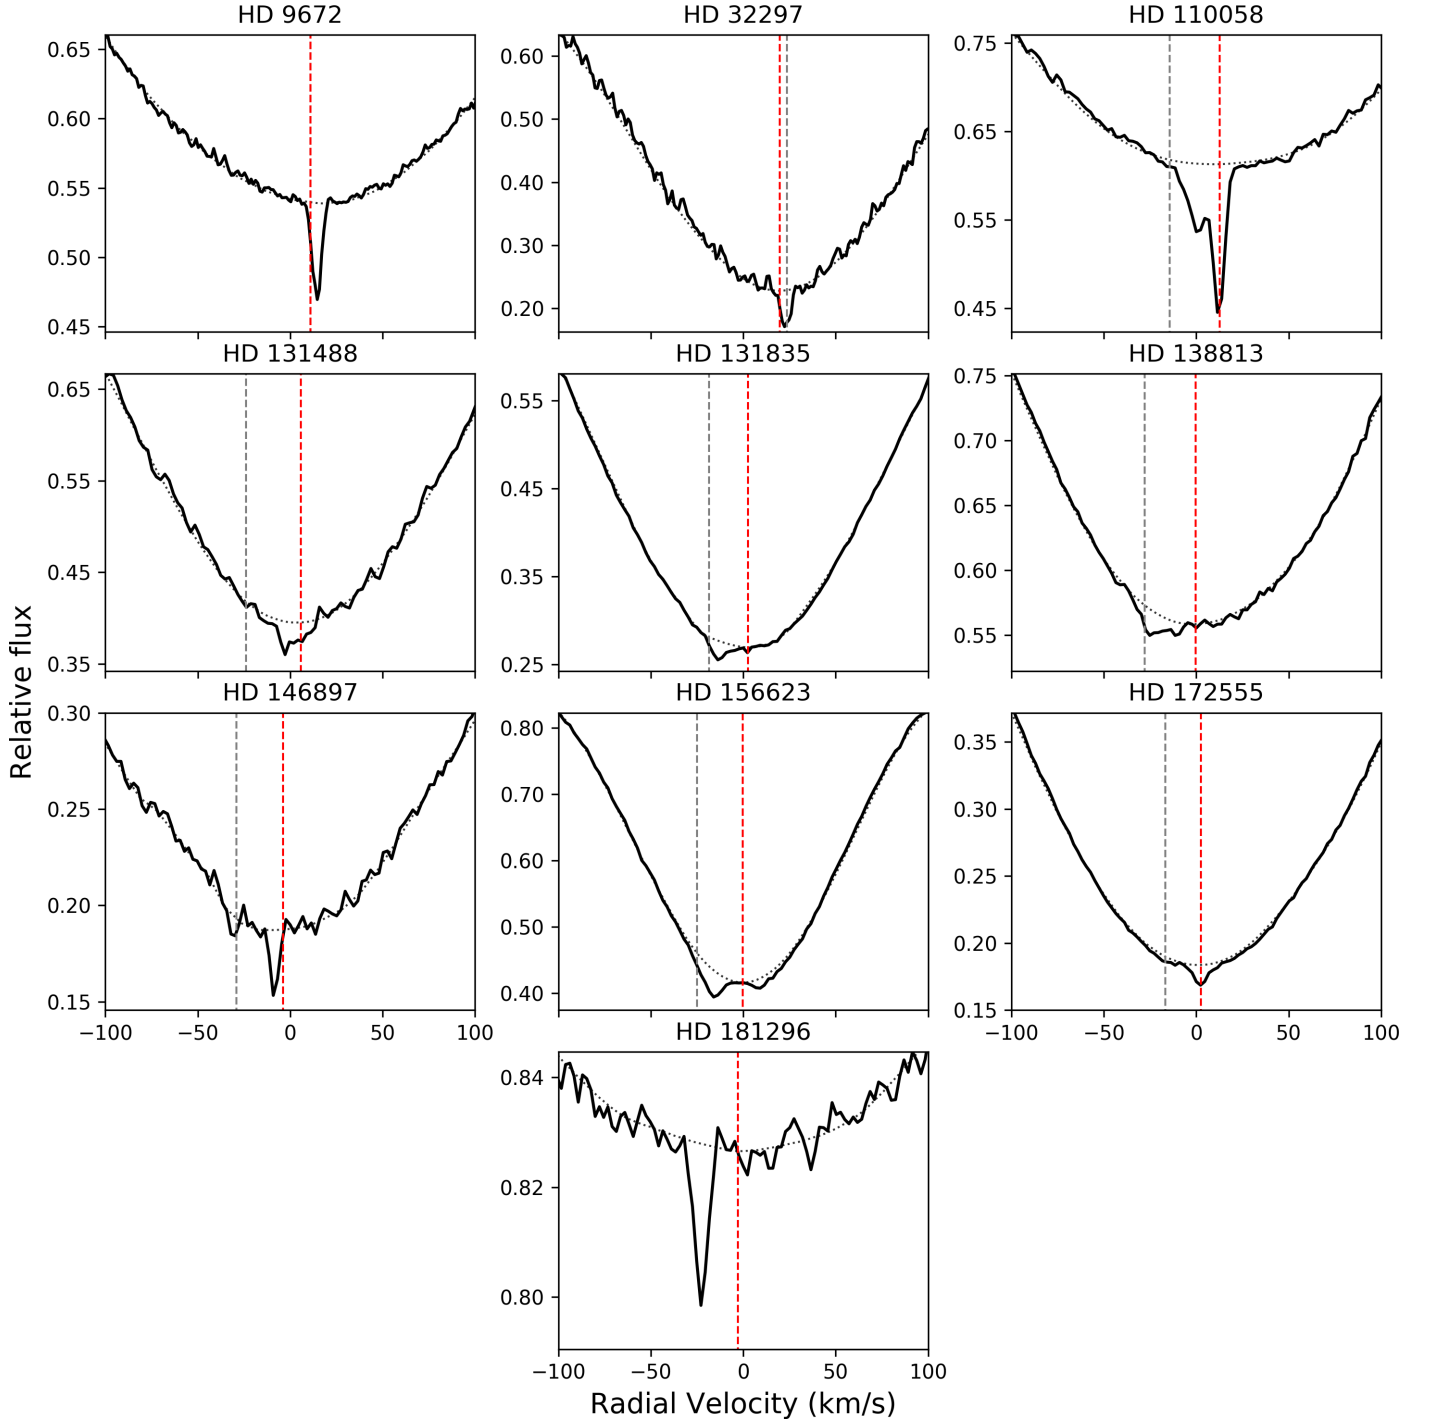 HD 9672
HD 32297
HD 110058
0.65
0.60
0.55
0.50
0.45
0.60
0.50
0.40
0.30
0.20
0.75
0.65
0.55
0.45
HD 131488
HD 131835
HD 138813
0.65
0.55
0.45
0.35
0.55
0.45
0.35
0.25
0.75
0.70
0.65
0.60
0.55
Relative flux
HD 146897
HD 156623
HD 172555
0.30
0.25
0.20
0.15
0.80
0.70
0.60
0.50
0.40
0.35
0.30
0.25
0.20
0.15
−100 −50 0 50 100
−100 −50 0 50 100
HD 181296
0.84
0.82
0.80
−100 −50 0 50 100
Radial Velocity (km/s)